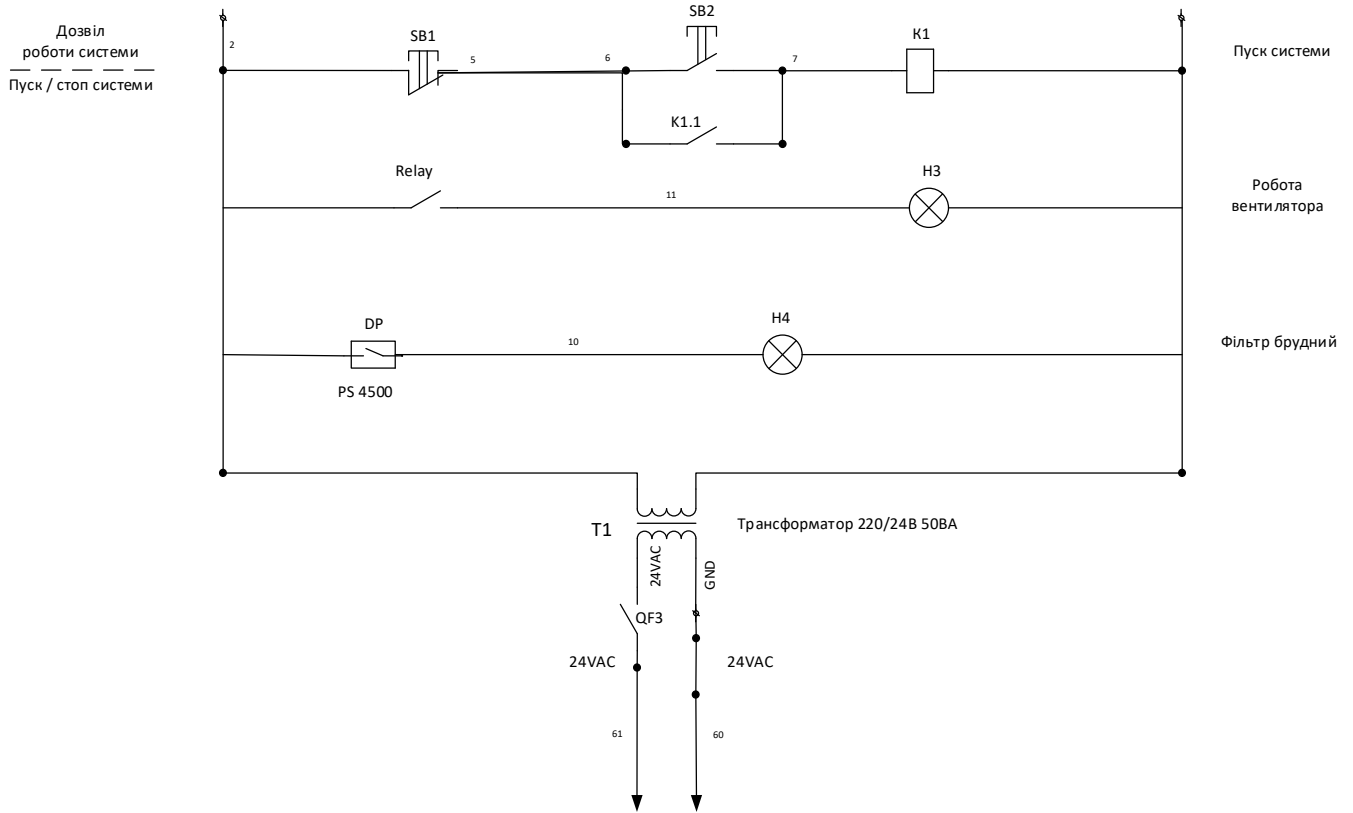 Дозвіл
роботи системи
Пуск / стоп системи
2
SB1
5
6
SB2
7
K1
Пуск системи
K1.1
Relay
11
H3
Робота
вентилятора
DP
PS 4500
10
H4
Фільтр брудний
T1
Трансформатор 220/24В 50ВА
24VAC
GND
QF3
24VAC
24VAC
61
60